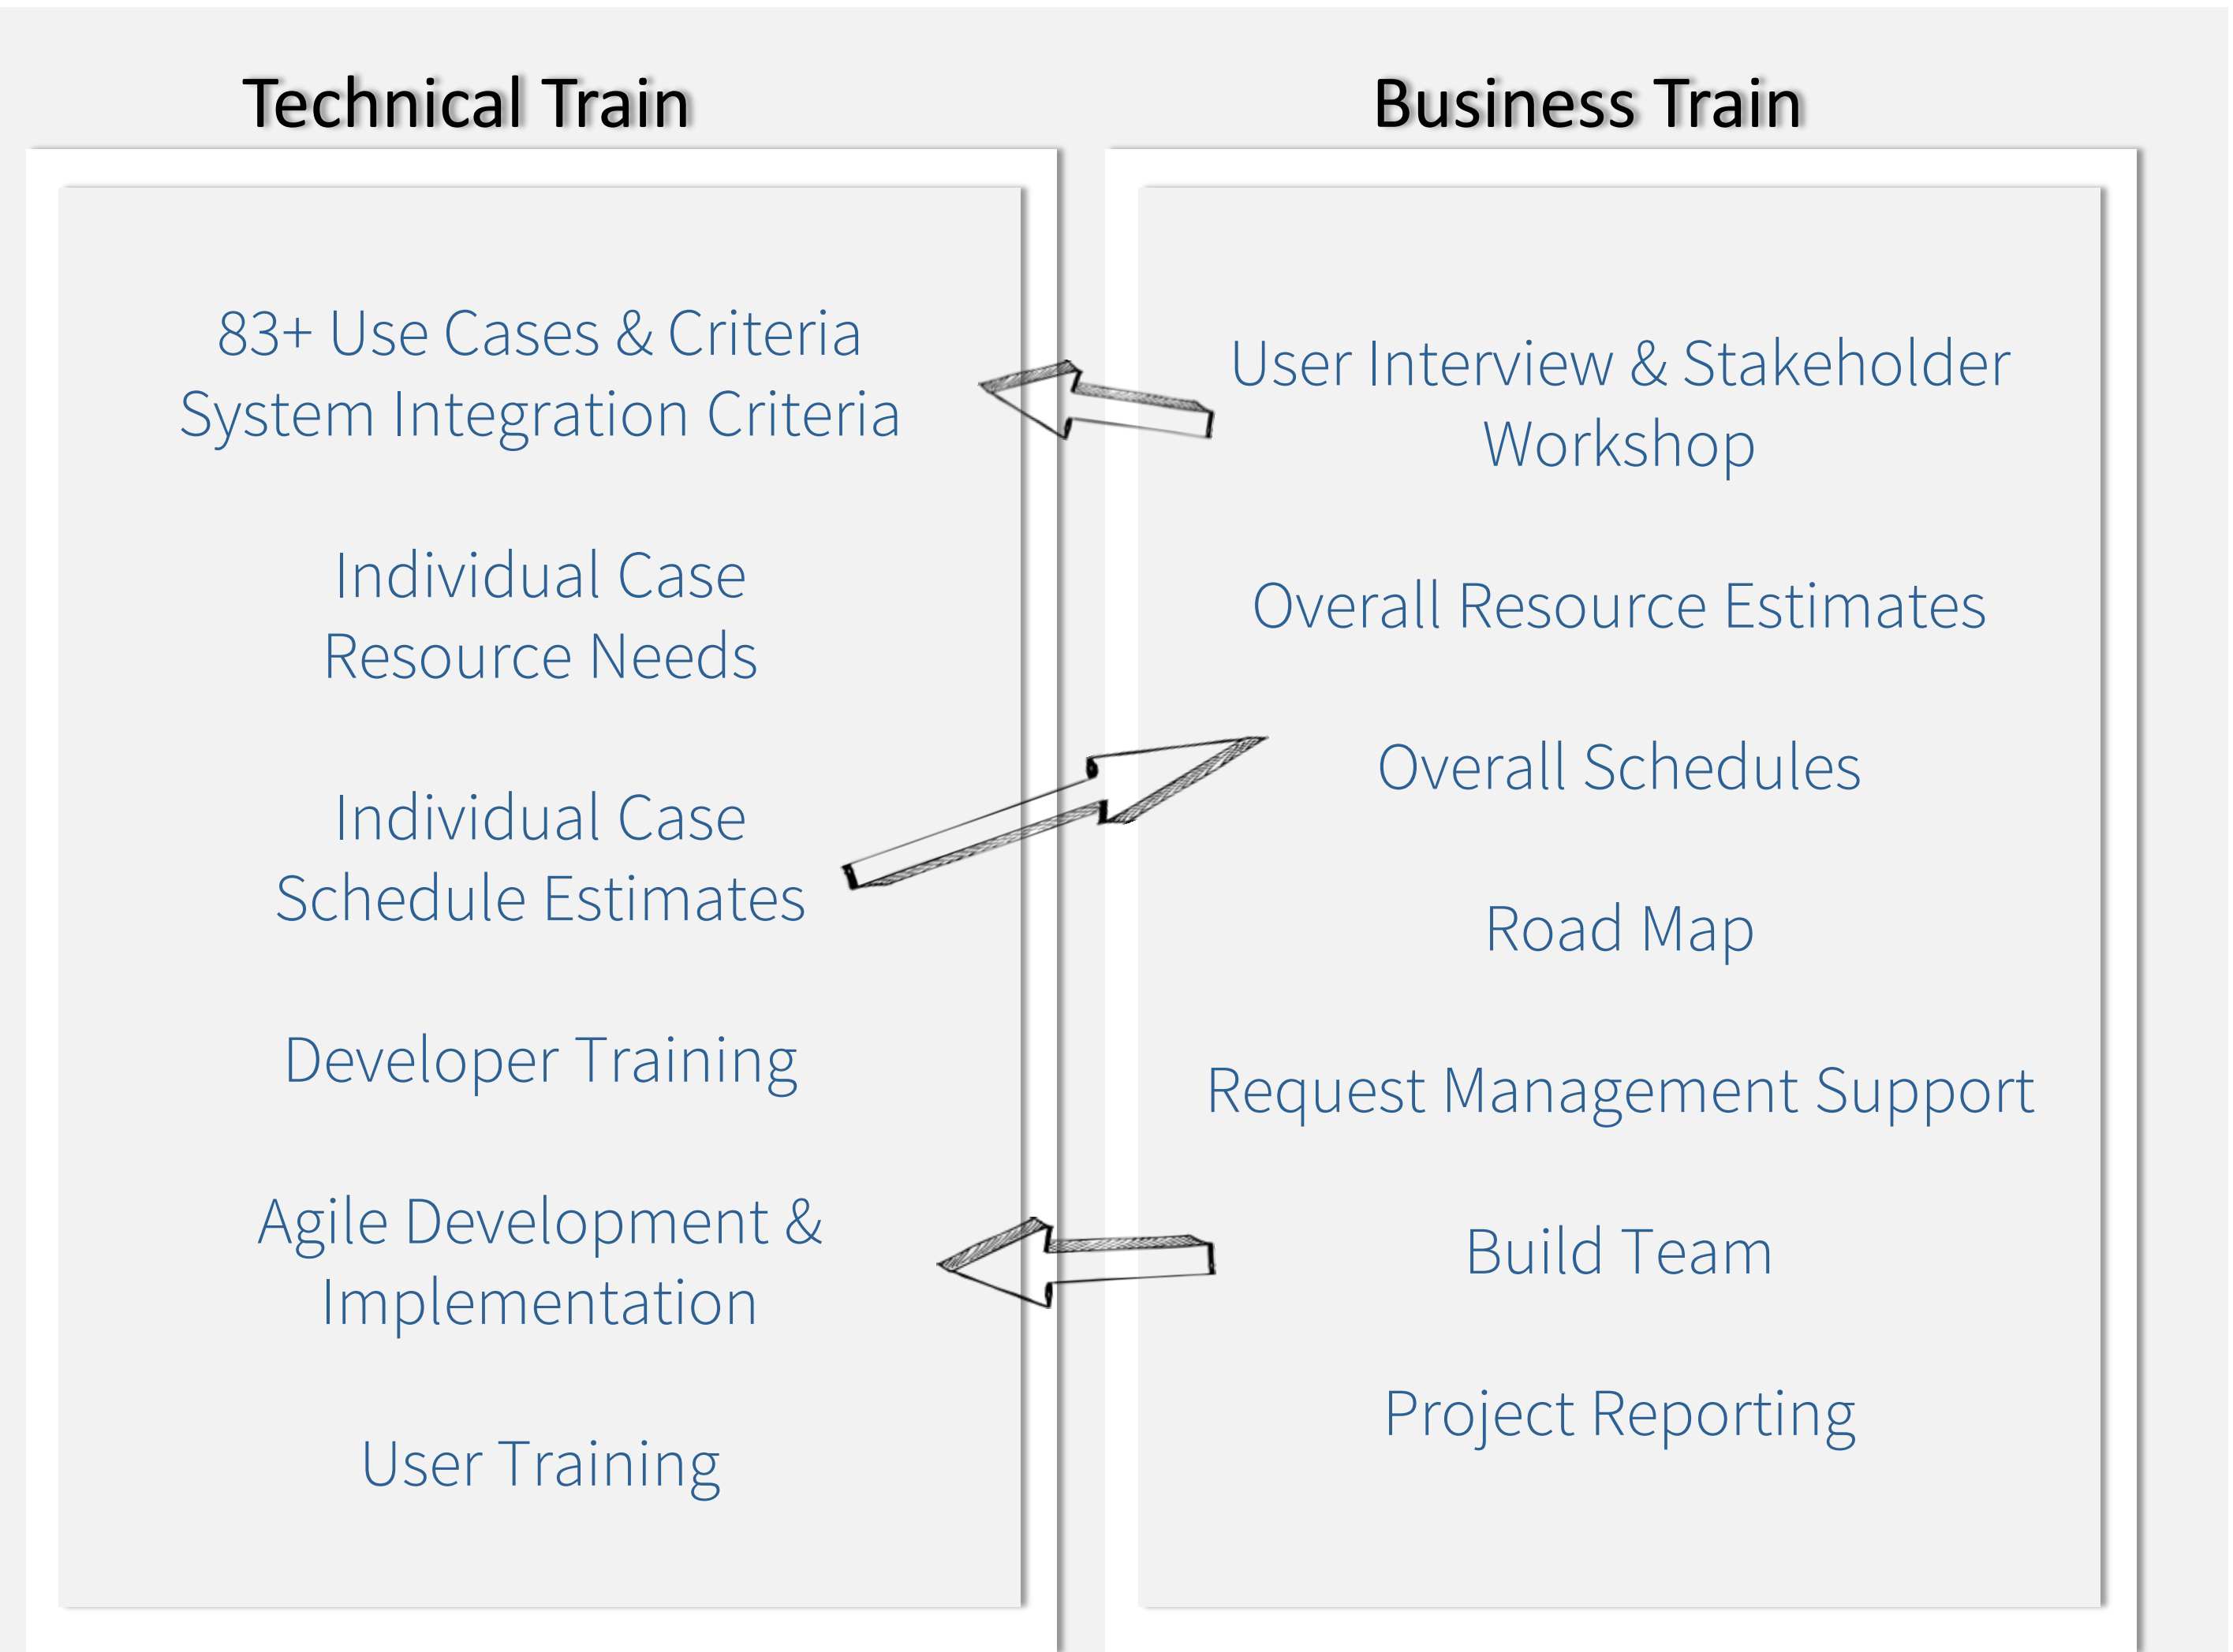 Technical Train
83+ Use Cases & Criteria
System Integration Criteria
Individual Case
Resource Needs
Individual Case
Schedule Estimates
Developer Training
Agile Development &
Implementation
User Training
Business Train
User Interview & Stakeholder
Workshop
Overall Resource Estimates
Overall Schedules
Road Map
Request Management Support
Build Team
Project Reporting